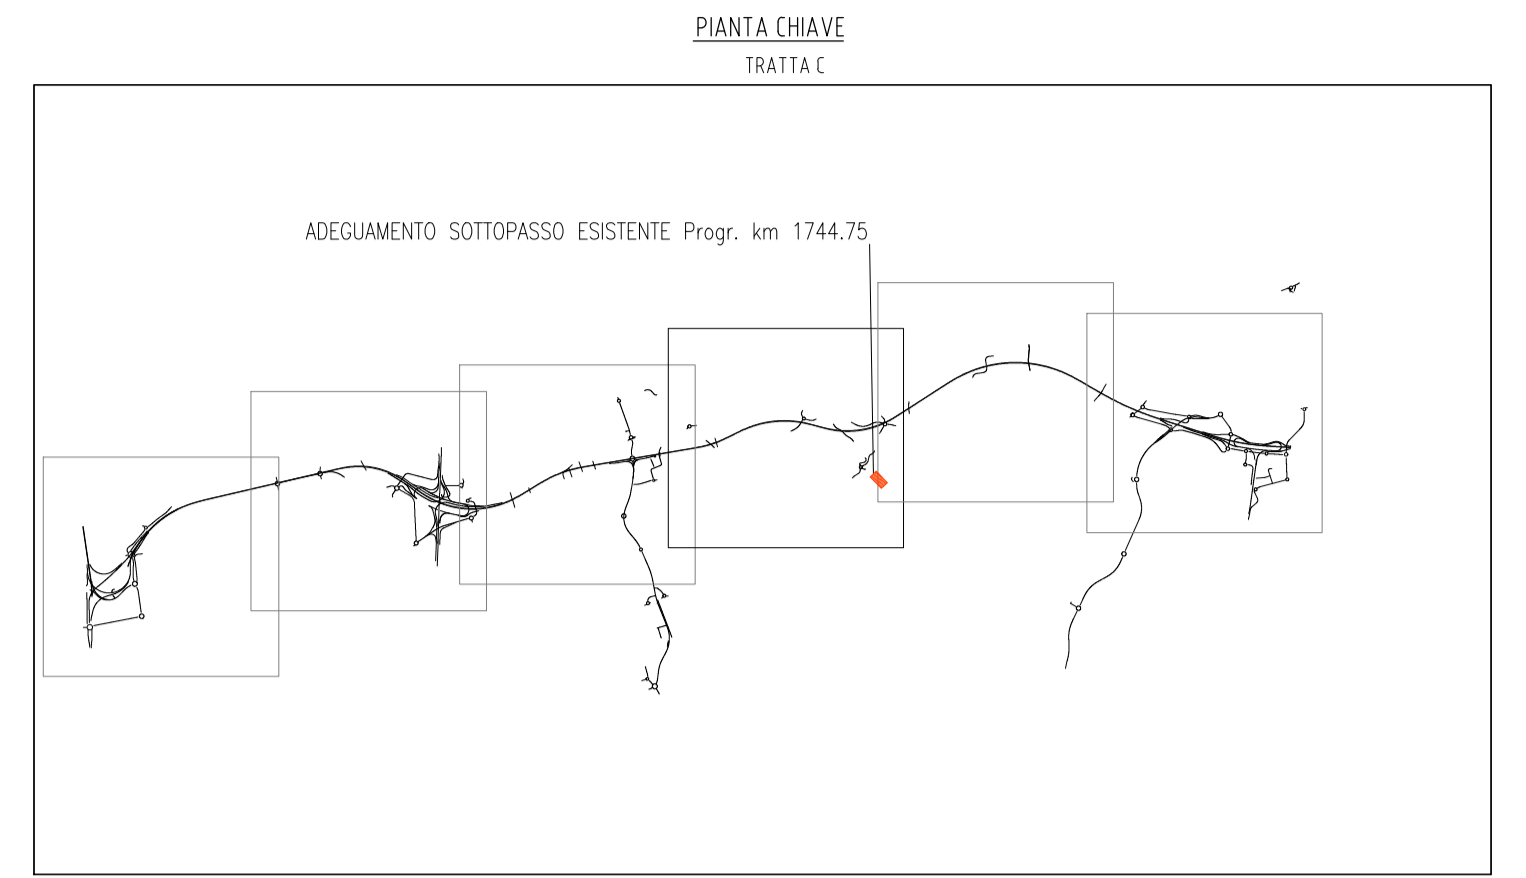 PIANTA CHIAVE
TRATTA C
ADEGUAMENTO SOTTOPASSO ESISTENTE Progr. km 1744.75